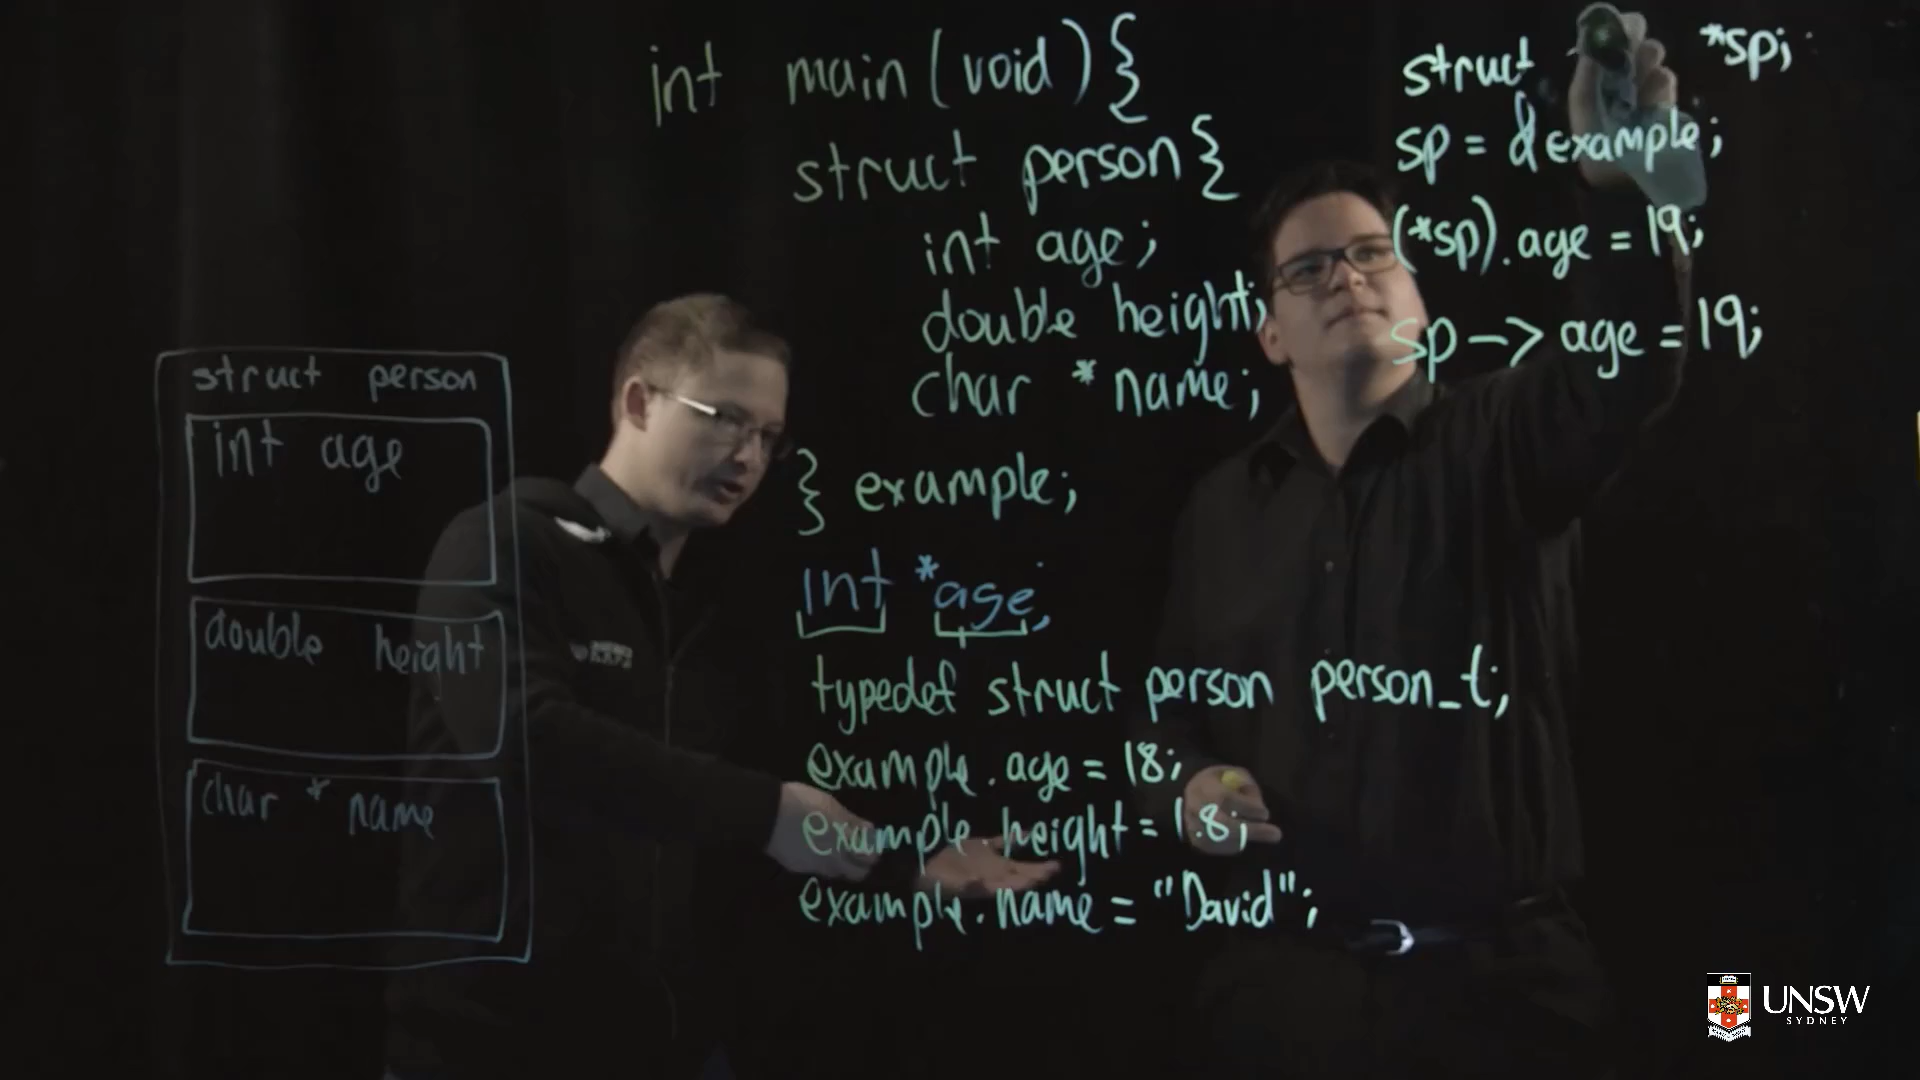 struct person
int age
double height
char * name
int main (void) {
struct person {
int age;
double height;
char * name;
} example;
int *age;
typedef struct person person_t;
example.age = 18;
example.height = 1.8;
example.name = "David";
struct *sp;
sp = &example;
(*sp).age = 19;
sp -> age = 19;
UNSW
SYDNEY